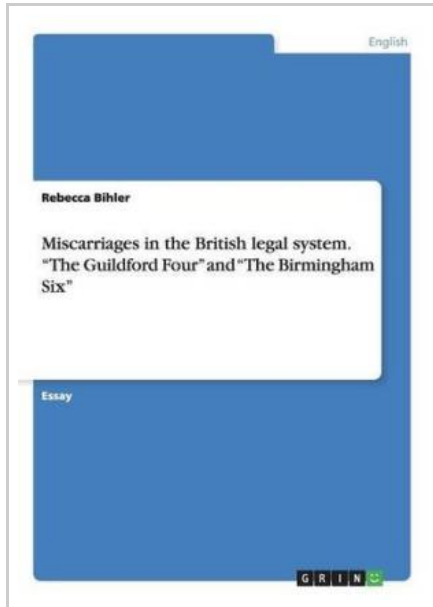 English
Rebecca Bihler
Miscarriages in the British legal system.
“The Guildford Four” and “The Birmingham
Six”
Essay
GRIN